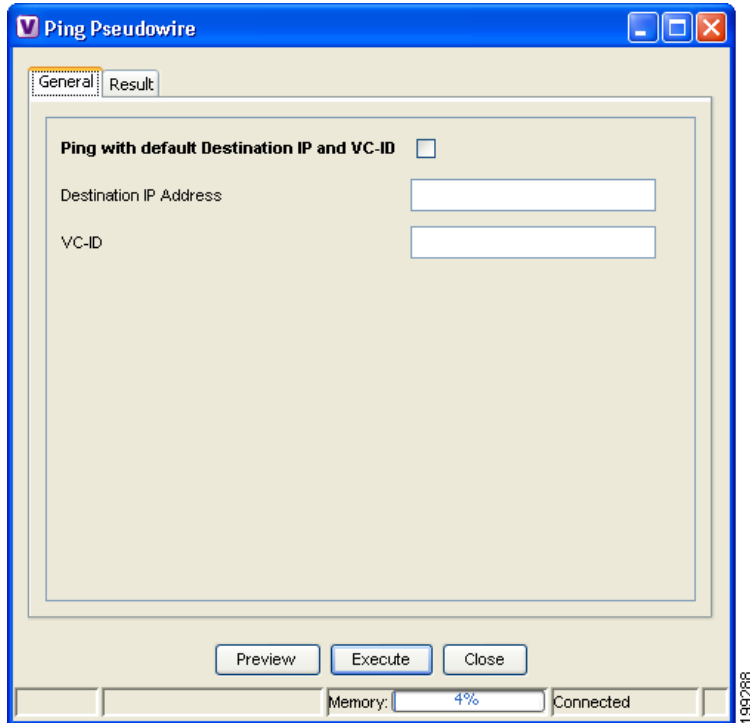 V Ping Pseudowire
General Result
Ping with default Destination IP and VC-ID
Destination IP Address
VC-ID
Preview Execute Close
Memory: 4% Connected
99288